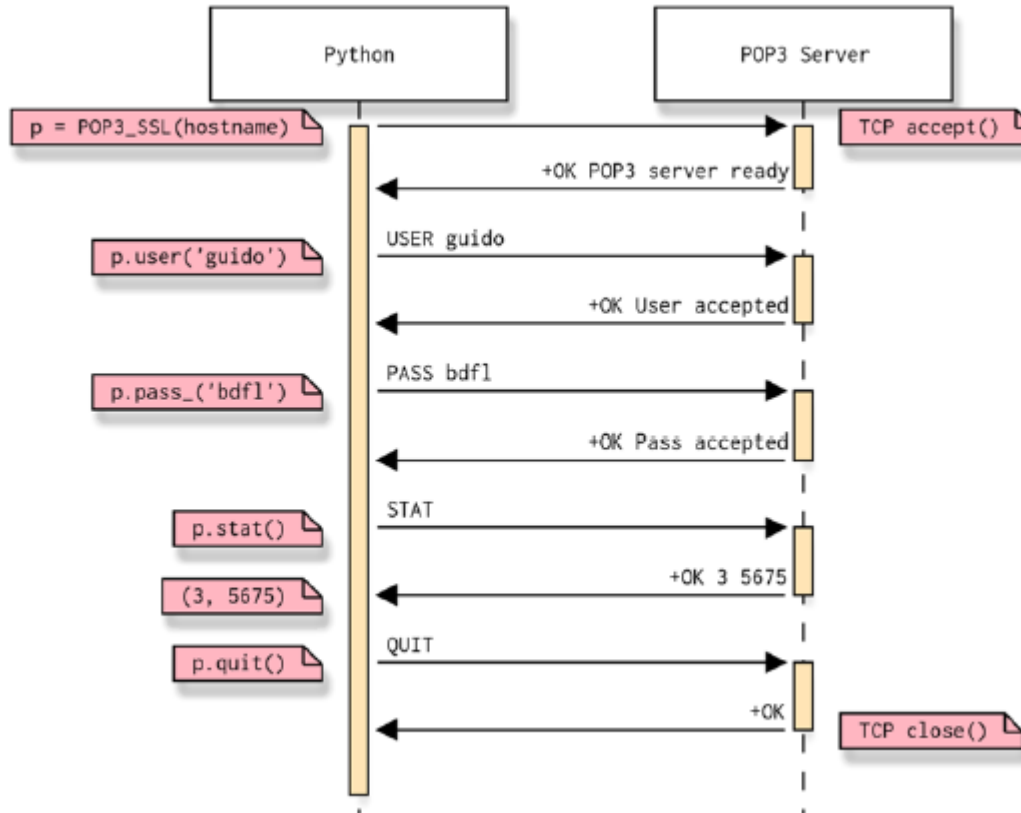 Python
POP3 Server
p = POP3_SSL(hostname)
TCP accept()
+OK POP3 server ready
USER guido
p.user('guido')
+OK User accepted
PASS bdfl
p.pass_('bdfl')
+OK Pass accepted
STAT
p.stat()
+OK 3 5675
(3, 5675)
QUIT
p.quit()
+OK
TCP close()